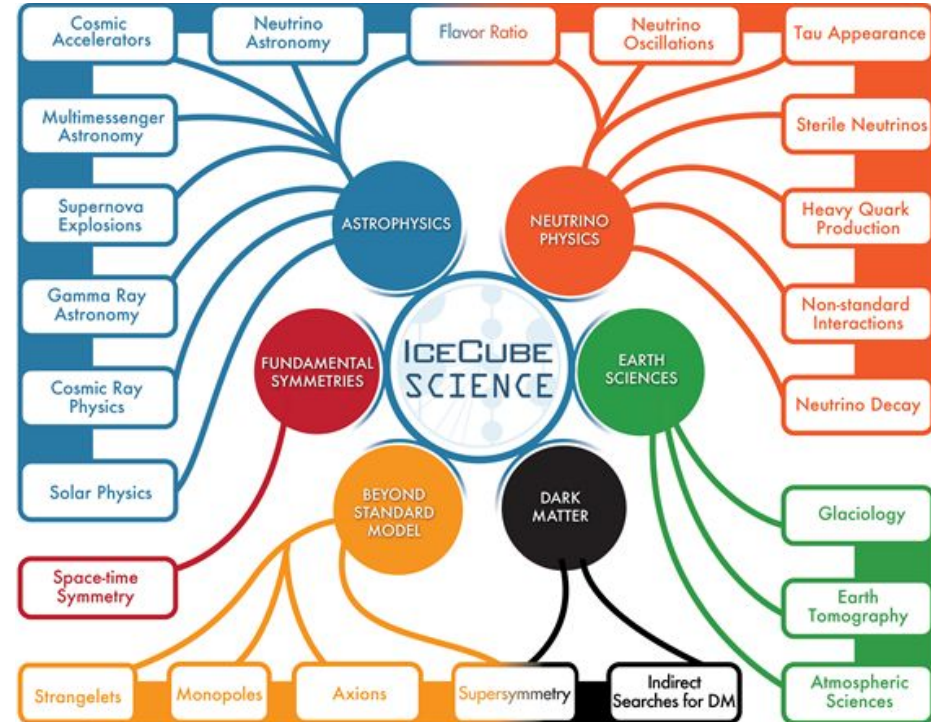 Cosmic
Accelerators
Neutrino
Astronomy
Flavor Ratio
Neutrino
Oscillations
Tau Appearance
Multimessenger
Astronomy
Sterile Neutrinos
Supernova
Explosions
ASTROPHYSICS
NEUTRINO
PHYSICS
Heavy Quark
Production
Gamma Ray
Astronomy
Non-standard
Interactions
FUNDAMENTAL
SYMMETRIES
ICECUBE
SCIENCE
EARTH
SCIENCES
Cosmic Ray
Physics
Neutrino Decay
Solar Physics
BEYOND
STANDARD
MODEL
DARK
MATTER
Glaciology
Space-time
Symmetry
Earth
Tomography
Strangelets
Monopoles
Axions
Supersymmetry
Indirect
Searches for DM
Atmospheric
Sciences